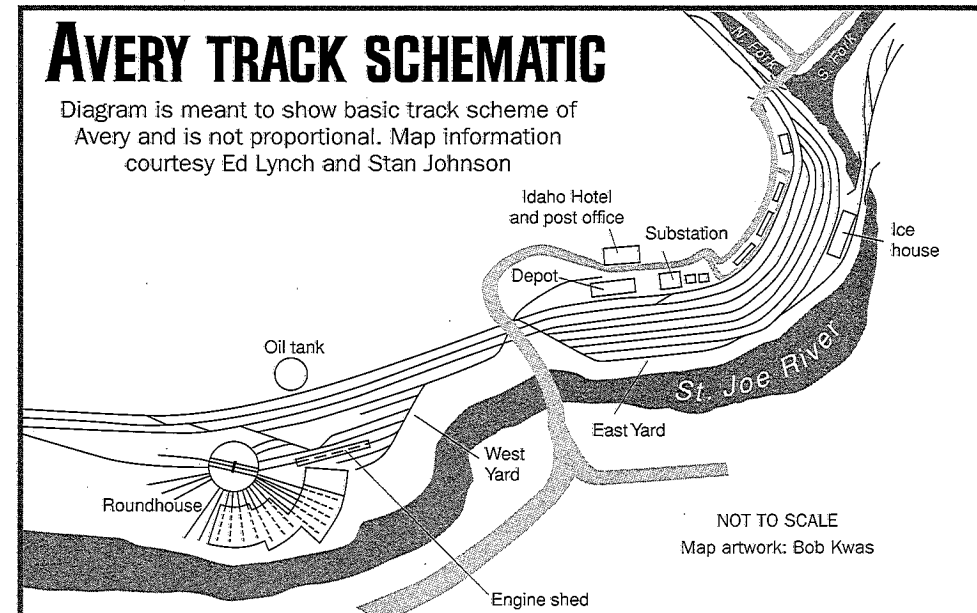 AVERY TRACK SCHEMATIC
Diagram is meant to show basic track scheme of
Avery and is not proportional. Map information
courtesy Ed Lynch and Stan Johnson
N. Fork
S. Fork
Idaho Hotel
and post office
Substation
Ice
house
Depot
Oil tank
St. Joe River
East Yard
West
Yard
Roundhouse
NOT TO SCALE
Map artwork: Bob Kwas
Engine shed